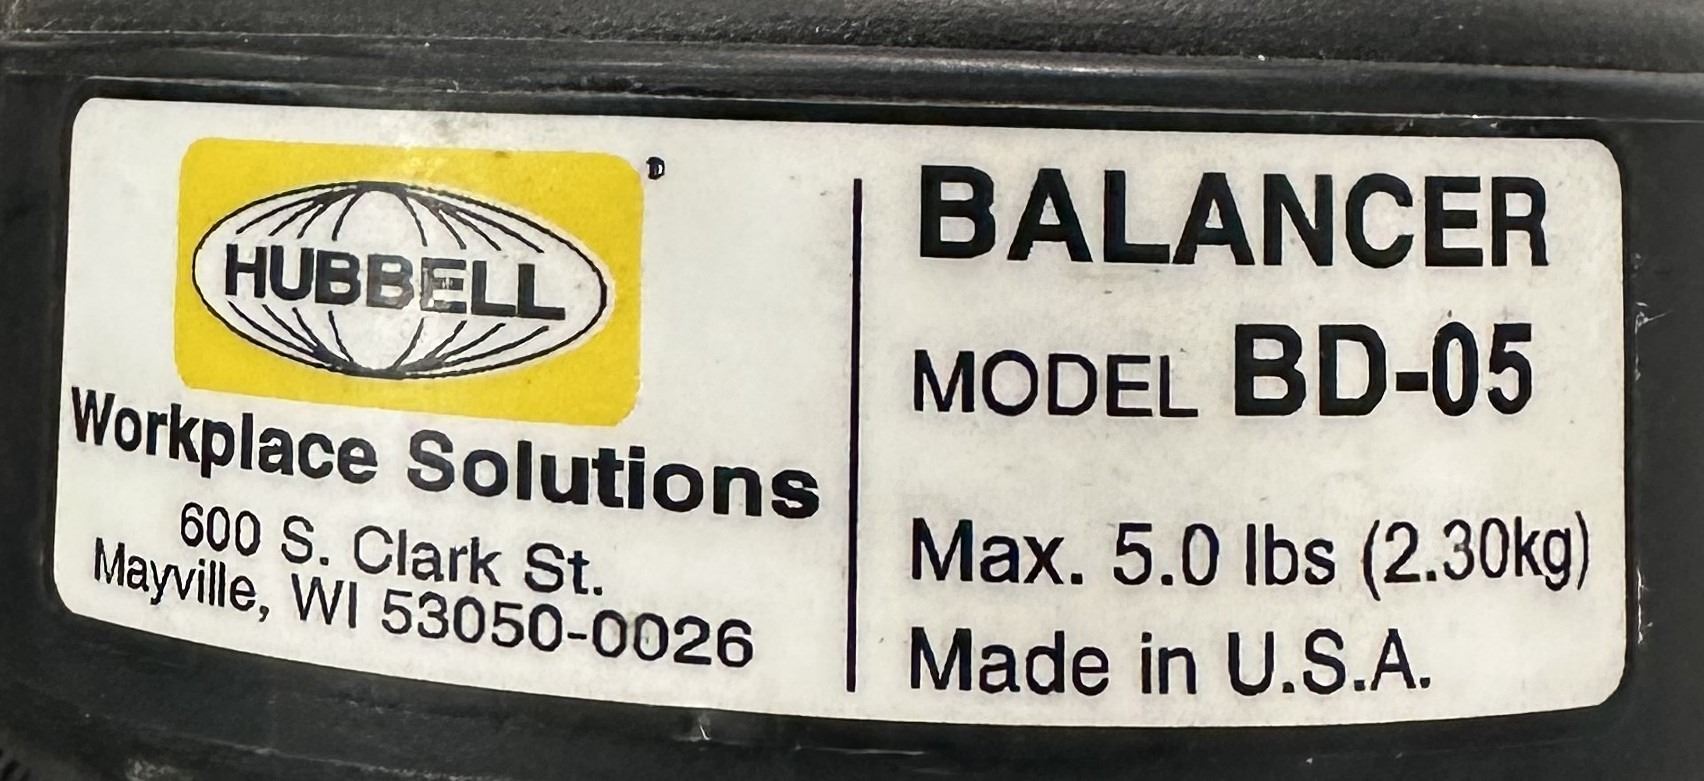 HUBBELL
Workplace Solutions
600 S. Clark St.
Mayville, WI 53050-0026
BALANCER
MODEL BD-05
Max. 5.0 lbs (2.30kg)
Made in U.S.A.